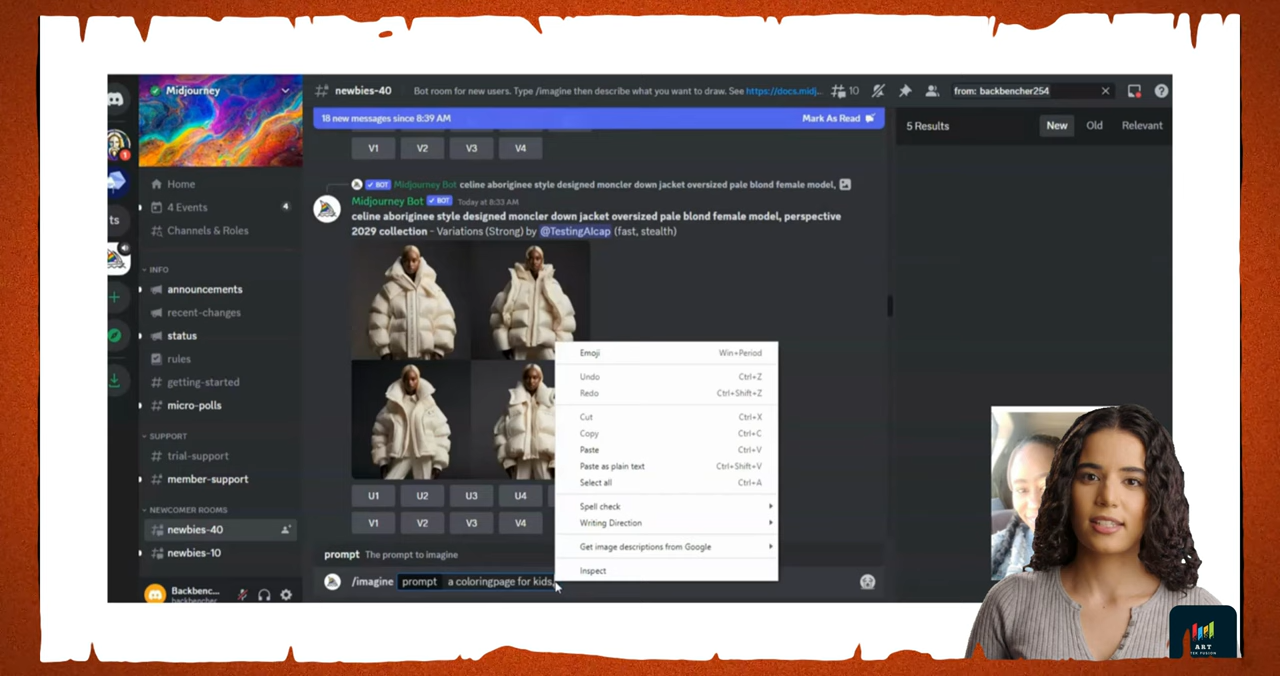 Midjourney
newbies-40
Bot room for new users. Type /imagine then describe what you want to draw. See https://docs.midj...
10
from: backbencher254
18 new messages since 8:39 AM
Mark As Read
5 Results
New
Old
Relevant
V1 V2 V3 V4
BOT Midjourney Bot celine aboriginee style designed moncler down jacket oversized pale blond female model,
Midjourney Bot BOT Today at 8:33 AM
celine aboriginee style designed moncler down jacket oversized pale blond female model, perspective
2029 collection - Variations (Strong) by @TestingAIcap (fast, stealth)
1
ts
Home
4 Events
4
Channels & Roles
INFO
announcements
recent-changes
status
rules
getting-started
micro-polls
SUPPORT
trial-support
member-support
NEWCOMER ROOMS
newbies-40
newbies-10
Backbenc...
backbencher
U1 U2 U3 U4
V1 V2 V3 V4
prompt The prompt to imagine
/imagine prompt a coloringpage for kids,
Emoji Win+Period
Undo Ctrl+Z
Redo Ctrl+Shift+Z
Cut Ctrl+X
Copy Ctrl+C
Paste Ctrl+V
Paste as plain text Ctrl+Shift+V
Select all Ctrl+A
Spell check
Writing Direction
Get image descriptions from Google
Inspect
ART